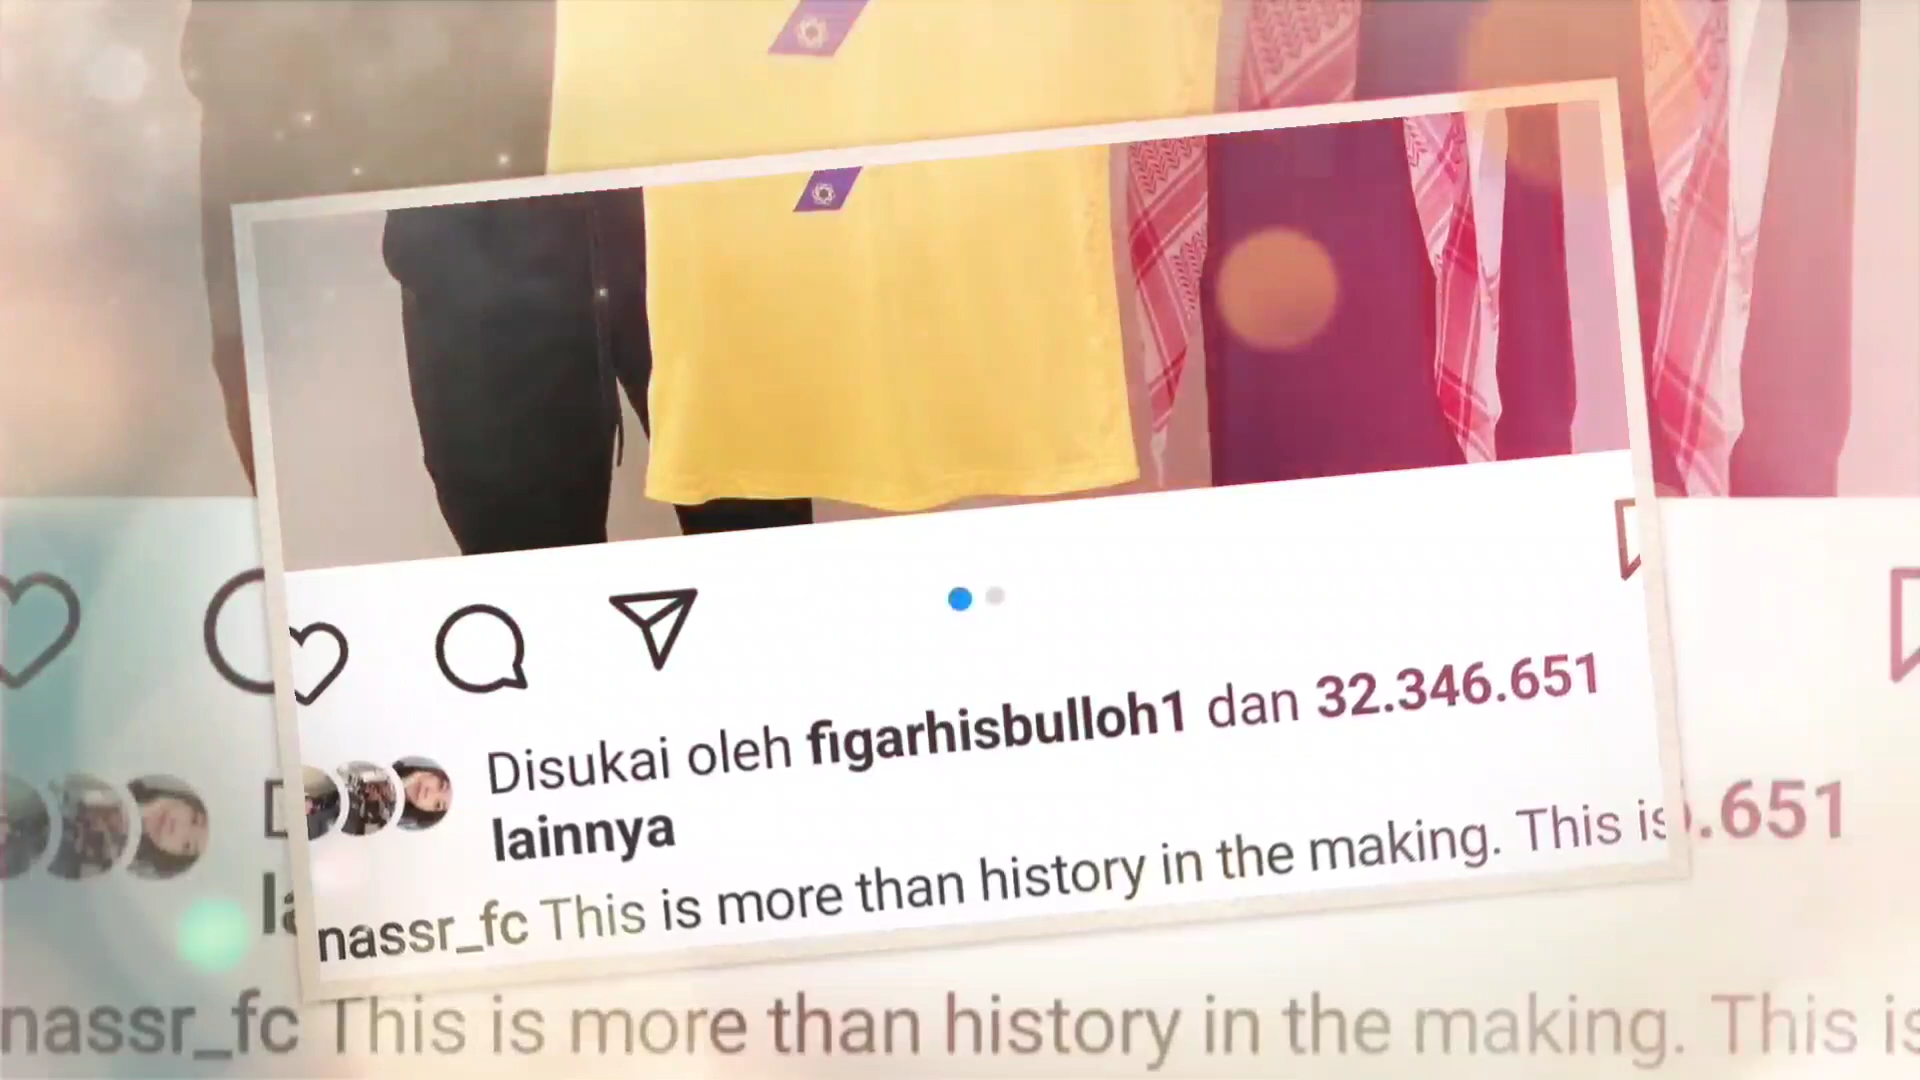 Disukai oleh figarhisbulloh1 dan 32.346.651
lainnya
nassr_fc This is more than history in the making. This is
.651
nassr_fc This is more than history in the making. This is